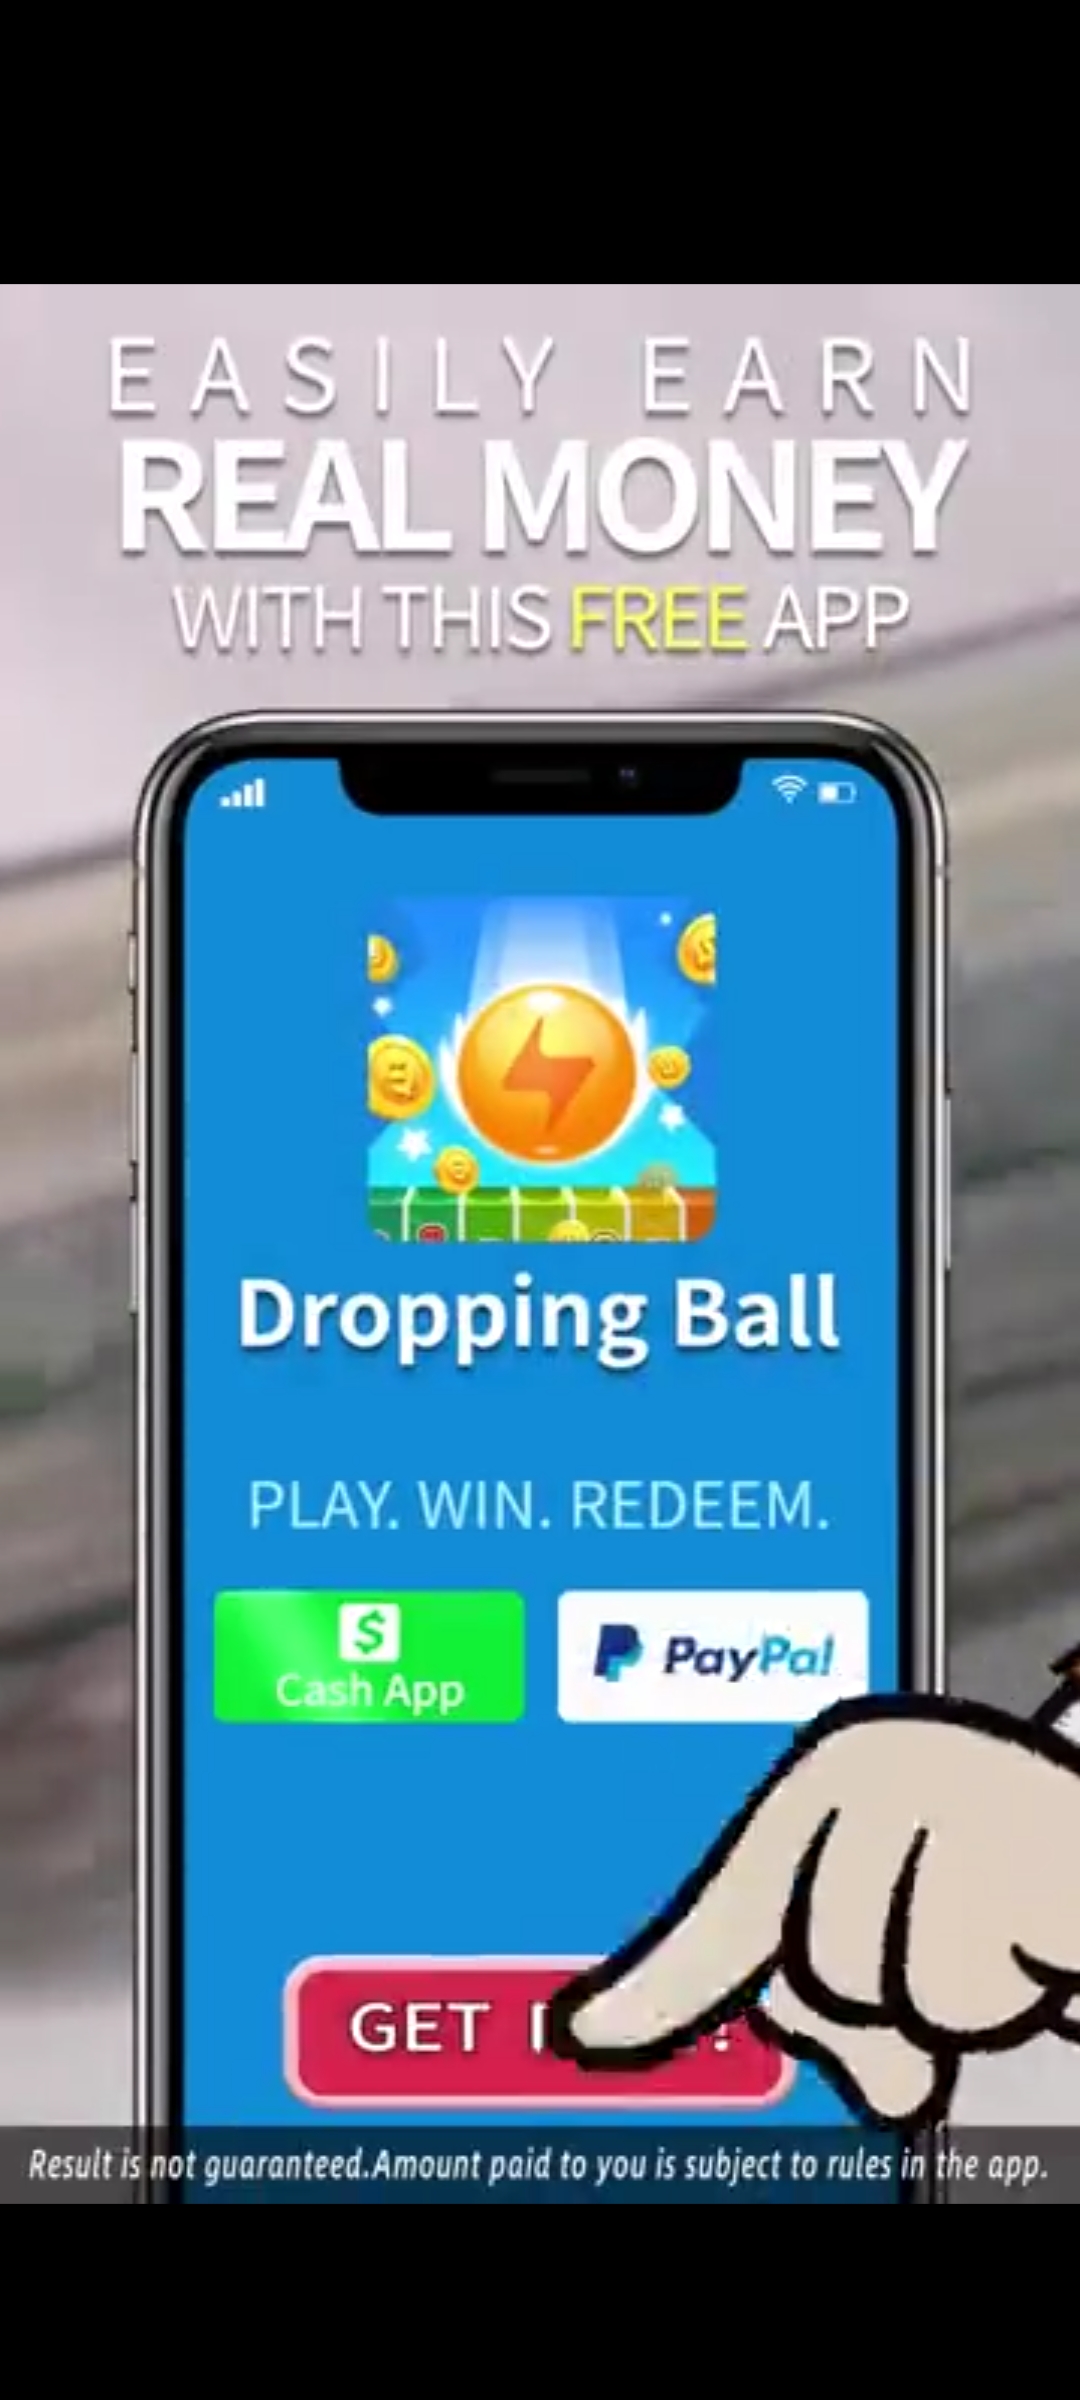 EASILY EARN
REAL MONEY
WITH THIS FREE APP
Dropping Ball
PLAY. WIN. REDEEM.
$
Cash App
PayPal
GET
Result is not guaranteed.Amount paid to you is subject to rules in the app.